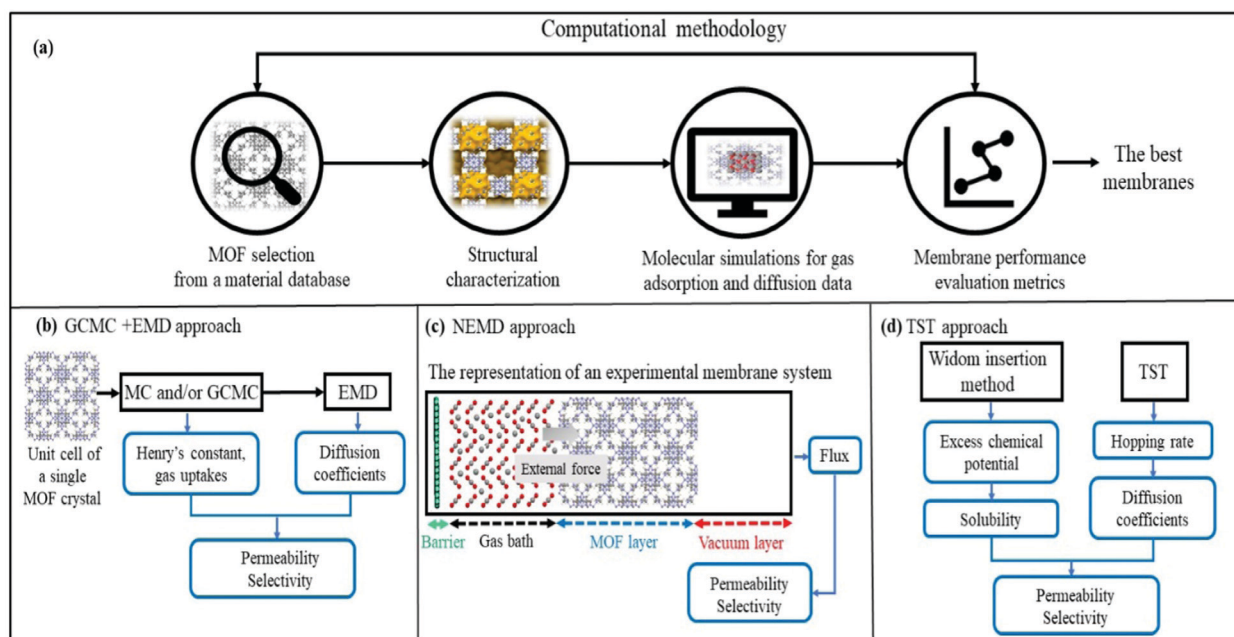 Computational methodology
(a)
The best
membranes
MOF selection
from a material database
Structural
characterization
Molecular simulations for gas
adsorption and diffusion data
Membrane performance
evaluation metrics
(b) GCMC +EMD approach
MC and/or GCMC
EMD
Unit cell of
a single
MOF crystal
Henry's constant,
gas uptakes
Diffusion
coefficients
Permeability
Selectivity
(c) NEMD approach
The representation of an experimental membrane system
External force
Flux
Barrier
Gas bath
MOF layer
Vacuum layer
Permeability
Selectivity
(d) TST approach
Widom insertion
method
TST
Excess chemical
potential
Hopping rate
Solubility
Diffusion
coefficients
Permeability
Selectivity